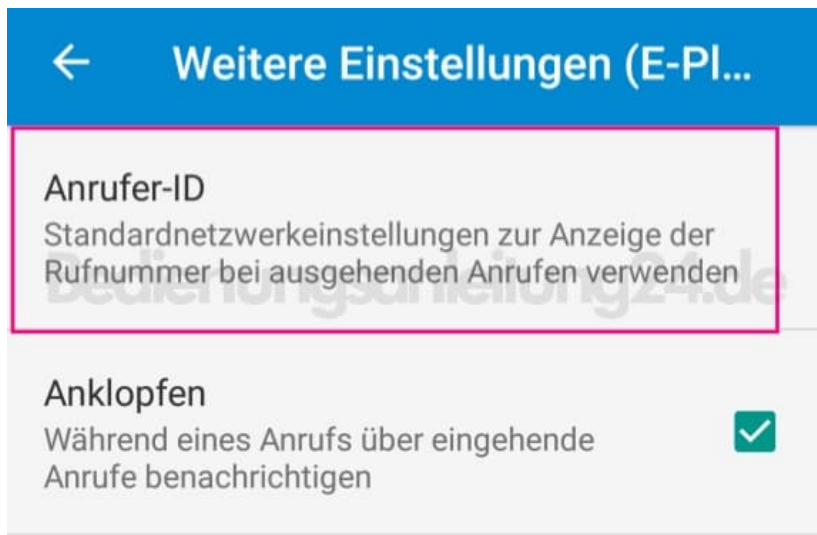 Weitere Einstellungen (E-Pl...
Anrufer-ID
Standardnetzwerkeinstellungen zur Anzeige der
Rufnummer bei ausgehenden Anrufen verwenden
Bedienungsanleitung24.de
Anklopfen
Während eines Anrufs über eingehende
Anrufe benachrichtigen